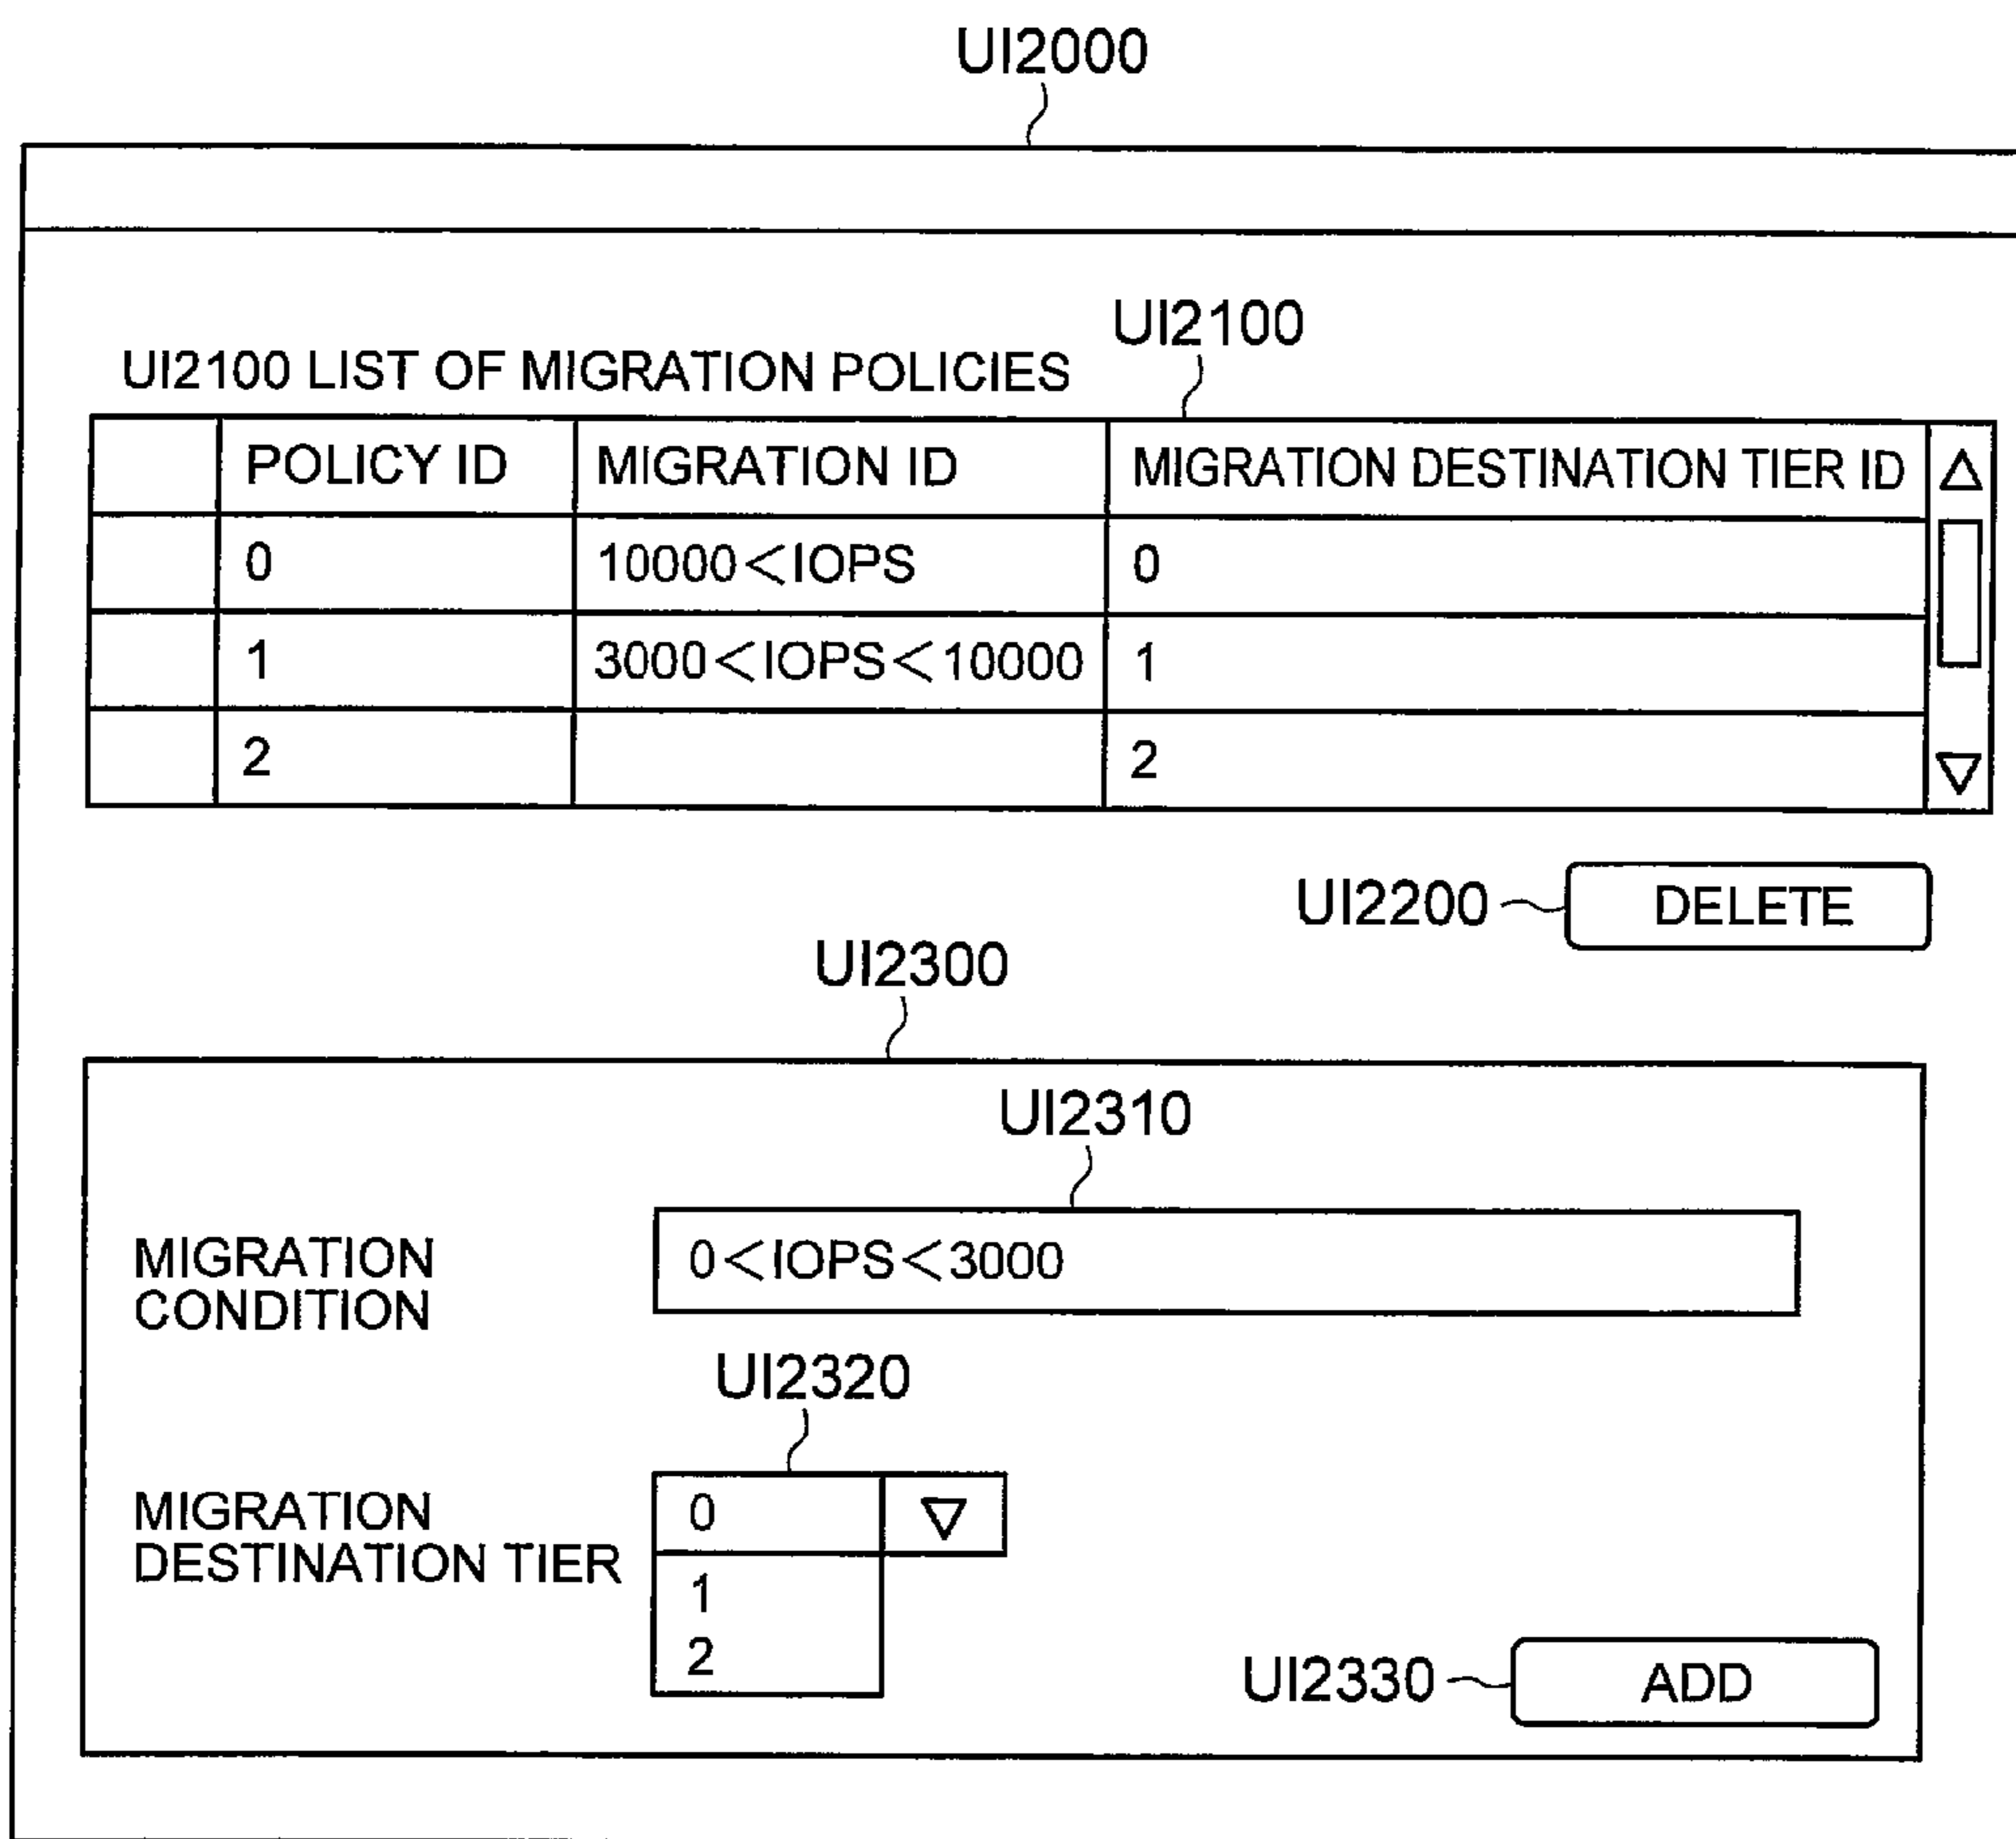 UI2000
UI2100
UI2100 LIST OF MIGRATION POLICIES
POLICY ID MIGRATION ID MIGRATION DESTINATION TIER ID
0 10000<IOPS 0
1 3000<IOPS<10000 1
2 2
UI2200 DELETE
UI2300
UI2310
MIGRATION
CONDITION
0<IOPS<3000
UI2320
MIGRATION
DESTINATION TIER
0
1
2
UI2330 ADD